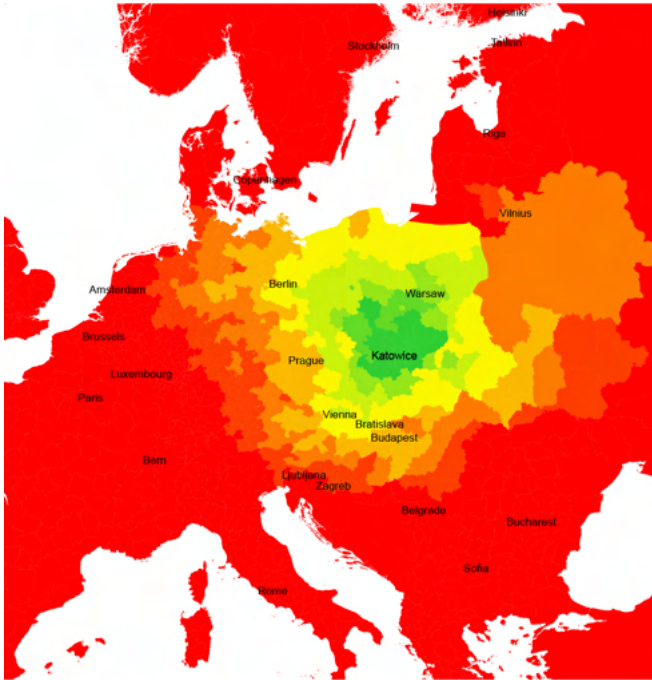 Helsinki
Stockholm
Tallinn
Riga
Copenhagen
Vilnius
Berlin
Amsterdam
Warsaw
Brussels
Katowice
Prague
Luxembourg
Paris
Vienna
Bratislava
Budapest
Bern
Ljubljana
Zagreb
Belgrade
Bucharest
Sofia
Rome